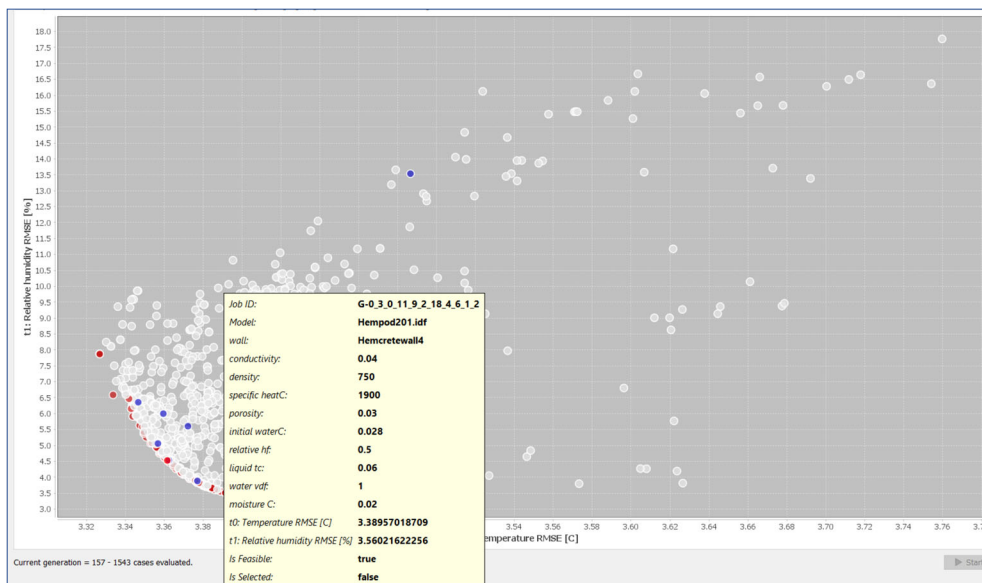 18.0
17.5
17.0
16.5
16.0
15.5
15.0
14.5
14.0
13.5
13.0
12.5
12.0
11.5
11.0
10.5
10.0
9.5
9.0
8.5
8.0
7.5
7.0
6.5
6.0
5.5
5.0
4.5
4.0
3.5
3.0
t1: Relative humidity RMSE [%]
Job ID: G-0_3_0_11_9_2_18_4_6_1_2
Model: Hempod201.idf
wall: Hemcretewall4
conductivity: 0.04
density: 750
specific heatC: 1900
porosity: 0.03
initial waterC: 0.028
relative hf: 0.5
liquid tc: 0.06
water vdf: 1
moisture C: 0.02
t0: Temperature RMSE [C] 3.38957018709
t1: Relative humidity RMSE [%] 3.56021622256
Is Feasible: true
Is Selected: false
3.32 3.34 3.36 3.38 3.54 3.56 3.58 3.60 3.62 3.64 3.66 3.68 3.70 3.72 3.74 3.76
emperature RMSE [C]
Current generation = 157 - 1543 cases evaluated.
Start